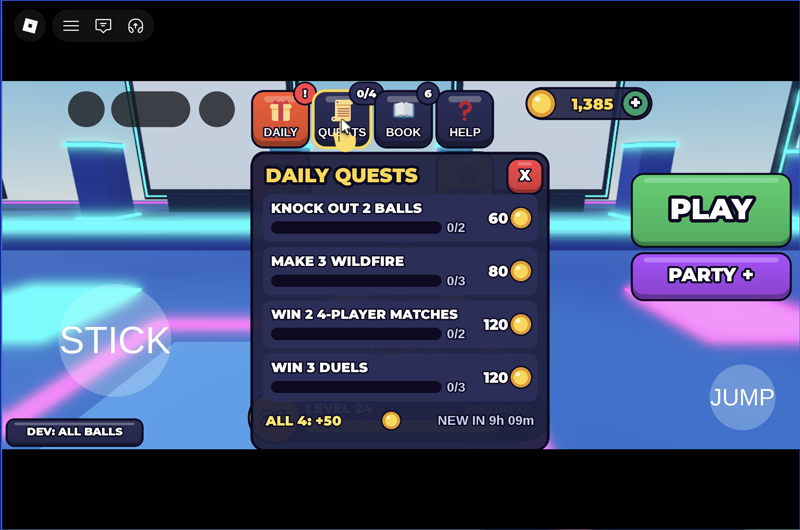 !
0/4
6
DAILY
QUESTS
BOOK
HELP
1,385
+
DAILY QUESTS
X
KNOCK OUT 2 BALLS
0/2
60
MAKE 3 WILDFIRE
0/3
80
WIN 2 4-PLAYER MATCHES
0/2
120
WIN 3 DUELS
0/3
120
LEVEL 24
ALL 4: +50
NEW IN 9h 09m
PLAY
PARTY +
STICK
JUMP
DEV: ALL BALLS